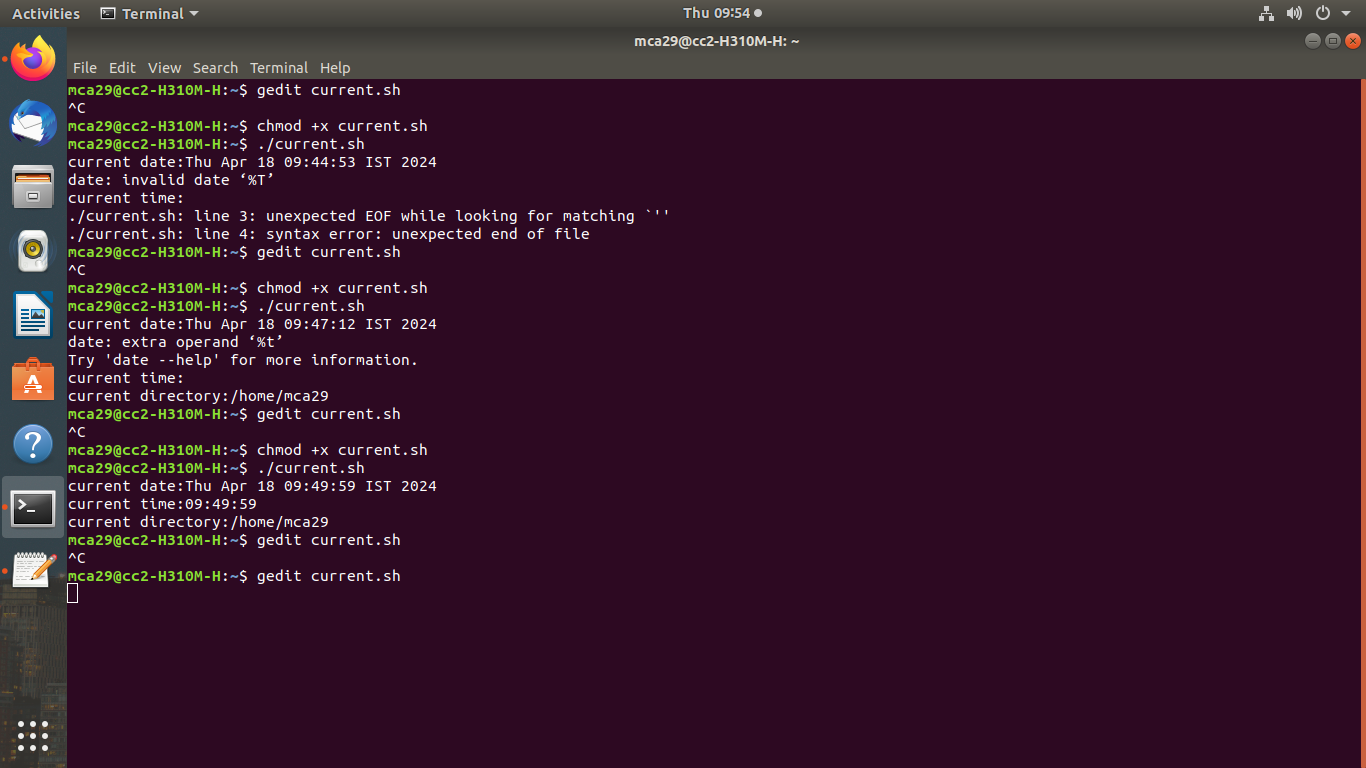 Activities Terminal Thu 09:54
mca29@cc2-H310M-H: ~
File Edit View Search Terminal Help
mca29@cc2-H310M-H:~$ gedit current.sh
^C
mca29@cc2-H310M-H:~$ chmod +x current.sh
mca29@cc2-H310M-H:~$ ./current.sh
current date:Thu Apr 18 09:44:53 IST 2024
date: invalid date ‘%T’
current time:
./current.sh: line 3: unexpected EOF while looking for matching `''
./current.sh: line 4: syntax error: unexpected end of file
mca29@cc2-H310M-H:~$ gedit current.sh
^C
mca29@cc2-H310M-H:~$ chmod +x current.sh
mca29@cc2-H310M-H:~$ ./current.sh
current date:Thu Apr 18 09:47:12 IST 2024
date: extra operand ‘%t’
Try 'date --help' for more information.
current time:
current directory:/home/mca29
mca29@cc2-H310M-H:~$ gedit current.sh
^C
mca29@cc2-H310M-H:~$ chmod +x current.sh
mca29@cc2-H310M-H:~$ ./current.sh
current date:Thu Apr 18 09:49:59 IST 2024
current time:09:49:59
current directory:/home/mca29
mca29@cc2-H310M-H:~$ gedit current.sh
^C
mca29@cc2-H310M-H:~$ gedit current.sh